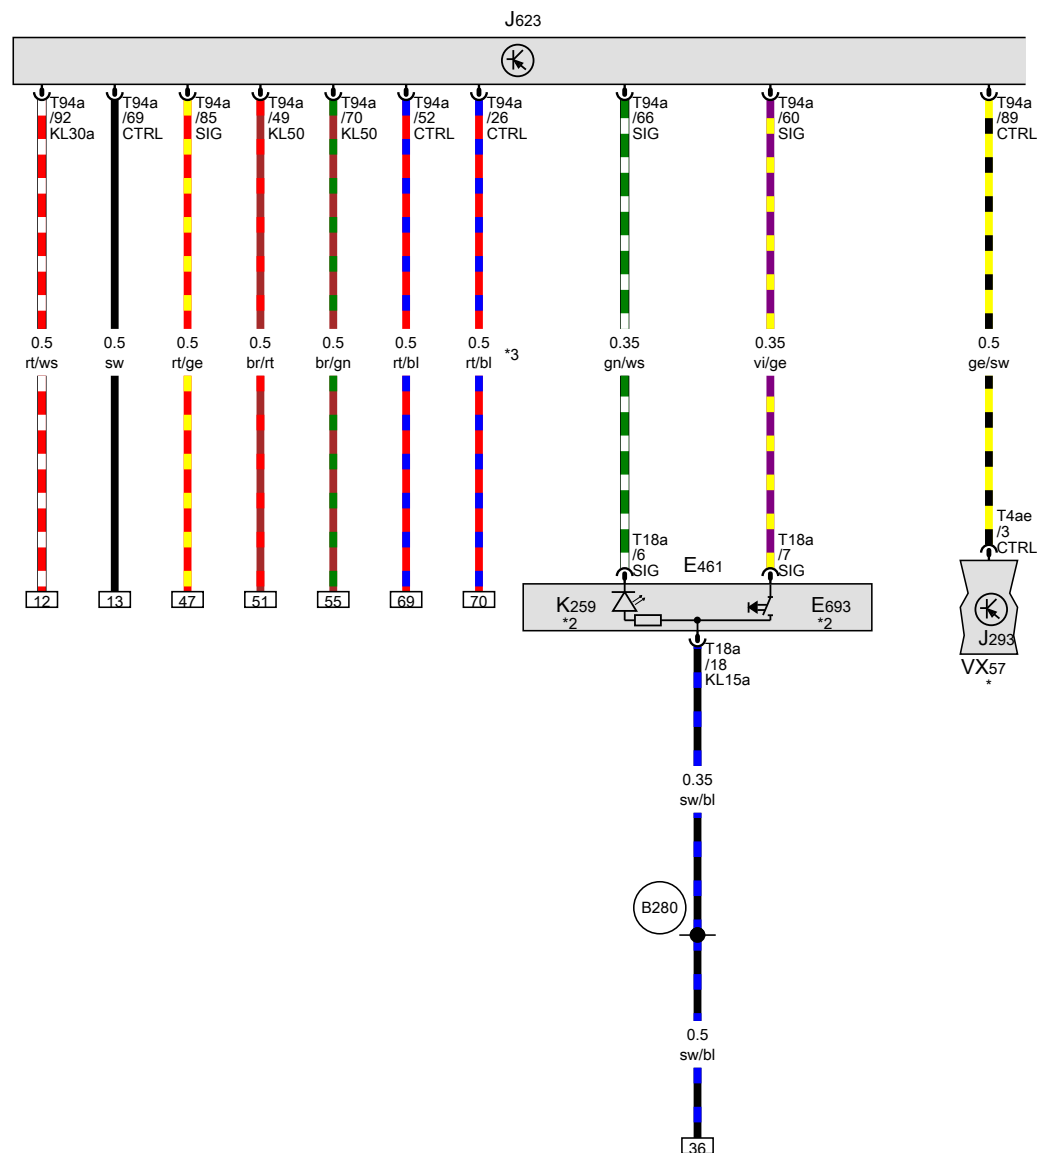 J623
T94a
/92
KL30a
T94a
/69
CTRL
T94a
/85
SIG
T94a
/49
KL50
T94a
/70
KL50
T94a
/52
CTRL
T94a
/26
CTRL
T94a
/66
SIG
T94a
/60
SIG
T94a
/89
CTRL
0.5
rt/ws
0.5
sw
0.5
rt/ge
0.5
br/rt
0.5
br/gn
0.5
rt/bl
0.5
rt/bl
*3
0.35
gn/ws
0.35
vi/ge
0.5
ge/sw
T18a
/6
SIG
E461
T18a
/7
SIG
T4ae
/3
CTRL
12
13
47
51
55
69
70
K259
*2
E693
*2
J293
VX57
*
T18a
/18
KL15a
0.35
sw/bl
B280
0.5
sw/bl
36